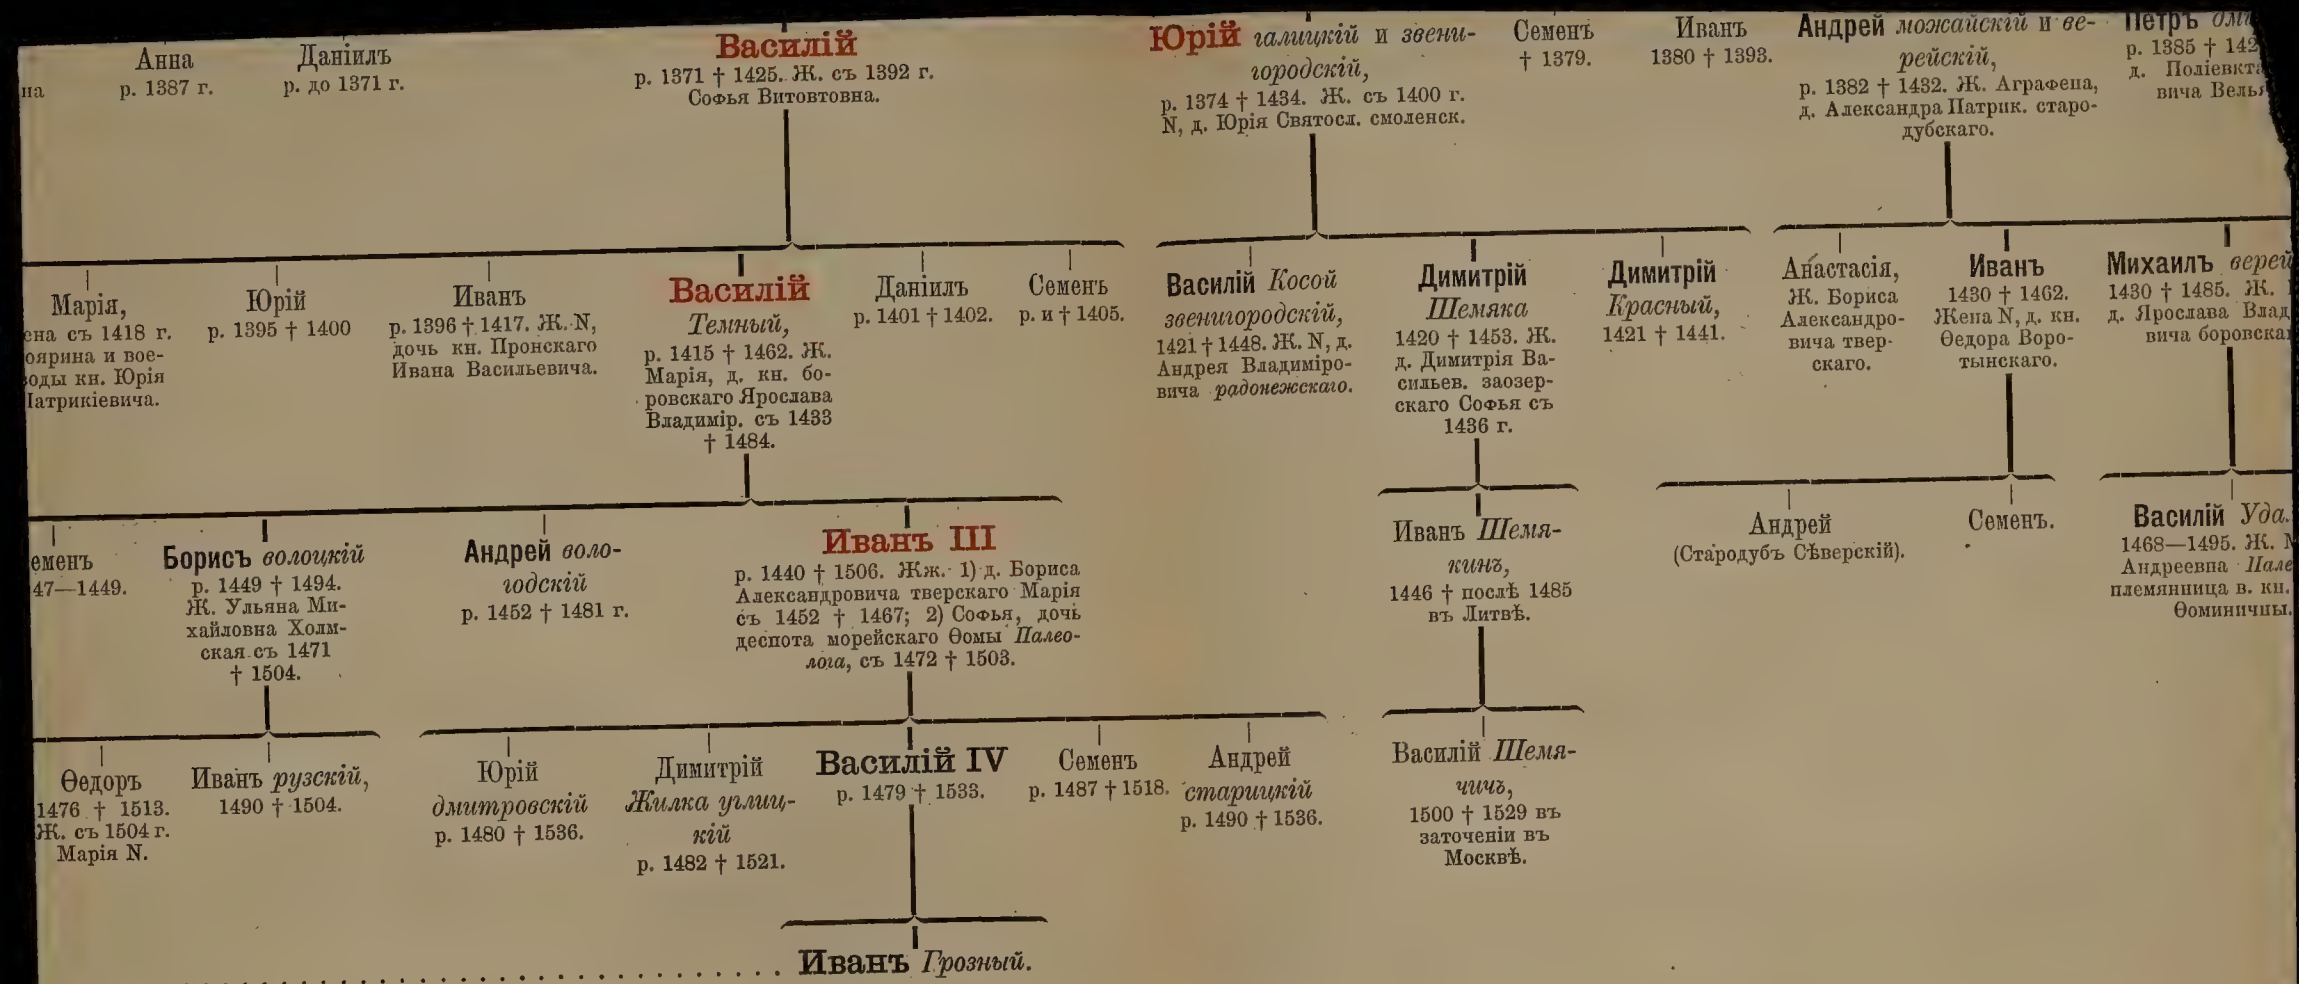 Анна
р. 1387 г.
Даніилъ
р. до 1371 г.
Василій
р. 1371 † 1425. Ж. съ 1392 г.
Софья Витовтовна.
Юрій галицкій и звени-
городскій,
р. 1374 † 1434. Ж. съ 1400 г.
N, д. Юрія Святосл. смоленск.
Семенъ
† 1379.
Иванъ
1380 † 1393.
Андрей можайскій и ве-
рейскій,
р. 1382 † 1432. Ж. Аграфена,
д. Александра Патрик. старо-
дубскаго.
Петръ
р. 1385 †
д.
вича
Марія,
съ 1418 г.
и вое-
кн. Юрія
Юрій
р. 1395 † 1400
Иванъ
р. 1396 † 1417. Ж. N,
дочь кн. Пронскаго
Ивана Васильевича.
Василій
Темный,
р. 1415 † 1462. Ж.
Марія, д. кн. бо-
ровскаго Ярослава
Владимір. съ 1433
† 1484.
Даніилъ
р. 1401 † 1402.
Семенъ
р. и † 1405.
Василій Косой
звенигородскій,
1421 † 1448. Ж. N, д.
Андрея Владиміро-
вича радонежскаго.
Димитрій
Шемяка
1420 † 1453. Ж.
д. Димитрія Ва-
сильев. заозер-
скаго Софья съ
1436 г.
Димитрій
Красный,
1421 † 1441.
Анастасія,
Ж. Бориса
Александро-
вича твер-
скаго.
Иванъ
1430 † 1462.
Жена N, д. кн.
Ѳедора Воро-
тынскаго.
Михаилъ верей
1430 † 1485. Ж.
д. Ярослава Влад
вича боровска
еменъ
47—1449.
Борисъ волоцкій
р. 1449 † 1494.
Ж. Ульяна Ми-
хайловна Холм-
ская съ 1471
† 1504.
Андрей воло-
годскій
р. 1452 † 1481 г.
Иванъ III
р. 1440 † 1506. Жж. 1) д. Бориса
Александровича тверскаго Марія
съ 1452 † 1467; 2) Софья, дочь
деспота морейскаго Ѳомы Палео-
лога, съ 1472 † 1503.
Иванъ Шемя-
кинъ,
1446 † послѣ 1485
въ Литвѣ.
Андрей
(Стародубъ Сѣверскій).
Семенъ.
Василій Уда
1468—1495. Ж.
Андреевна Пале
племянница в. кн.
Ѳоминичны.
Ѳедоръ
1476 † 1513.
Ж. съ 1504 г.
Марія N.
Иванъ рузскій,
1490 † 1504.
Юрій
дмитровскій
р. 1480 † 1536.
Димитрій
Жилка углиц-
кій
р. 1482 † 1521.
Василій IV
р. 1479 † 1533.
Семенъ
р. 1487 † 1518.
Андрей
старицкій
р. 1490 † 1536.
Василій Шемя-
чичъ,
1500 † 1529 въ
заточеніи въ
Москвѣ.
Иванъ Грозный.